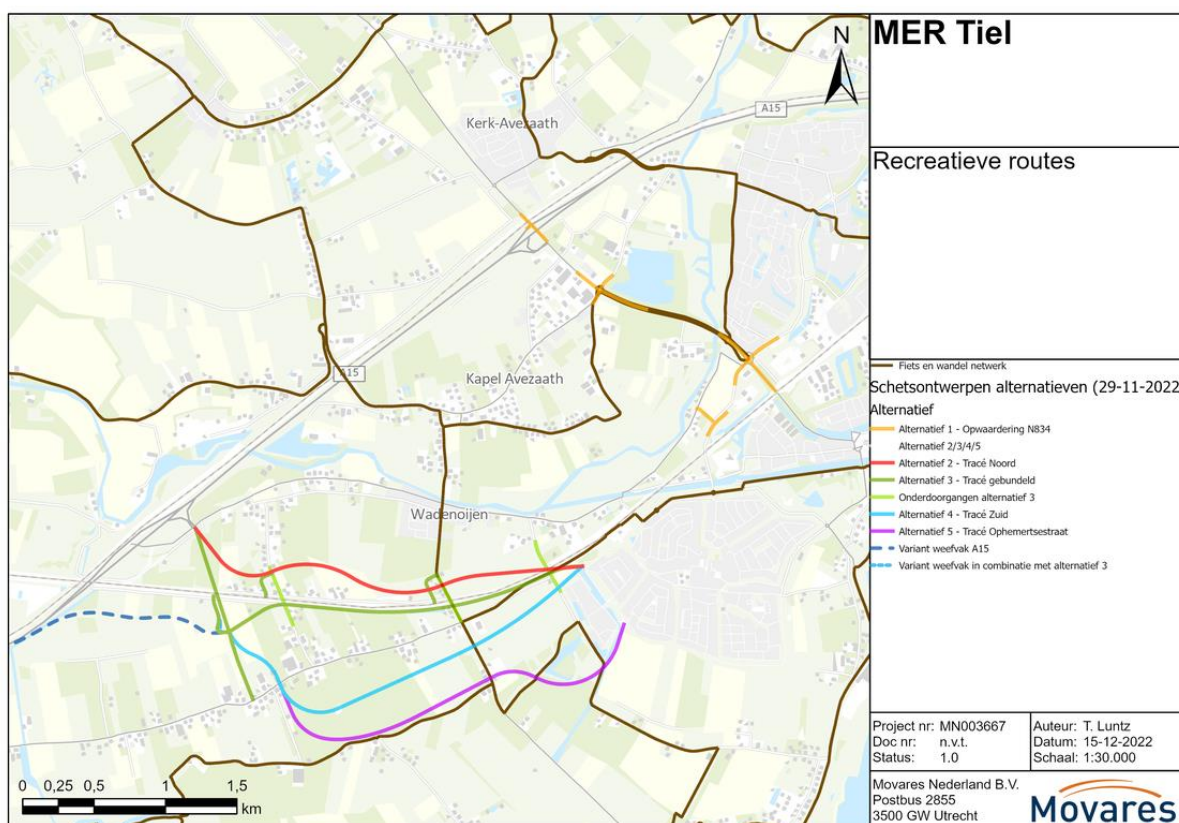 N
A15
Kerk-Avezaath
A15
Kapel Avezaath
Wadenoijen
0 0,25 0,5 1 1,5
km
MER Tiel
Recreatieve routes
Fiets en wandel netwerk
Schetsontwerpen alternatieven (29-11-2022
Alternatief
Alternatief 1 - Opwaardering N834
Alternatief 2/3/4/5
Alternatief 2 - Tracé Noord
Alternatief 3 - Tracé gebundeld
Onderdoorgangen alternatief 3
Alternatief 4 - Tracé Zuid
Alternatief 5 - Tracé Ophemertsestraat
Variant weefvak A15
Variant weefvak in combinatie met alternatief 3
Project nr: MN003667
Doc nr: n.v.t.
Status: 1.0
Auteur: T. Luntz
Datum: 15-12-2022
Schaal: 1:30.000
Movares Nederland B.V.
Postbus 2855
3500 GW Utrecht
Movares